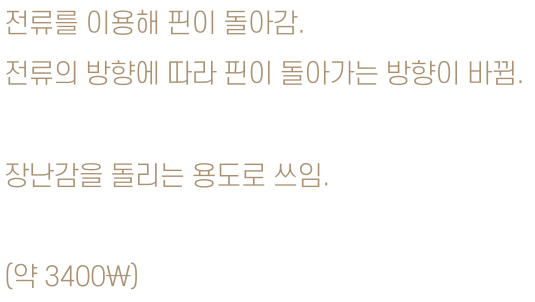 전류를 이용해 핀이 돌아감.
전류의 방향에 따라 핀이 돌아가는 방향이 바뀜.
장난감을 돌리는 용도로 쓰임.
(약 3400₩)